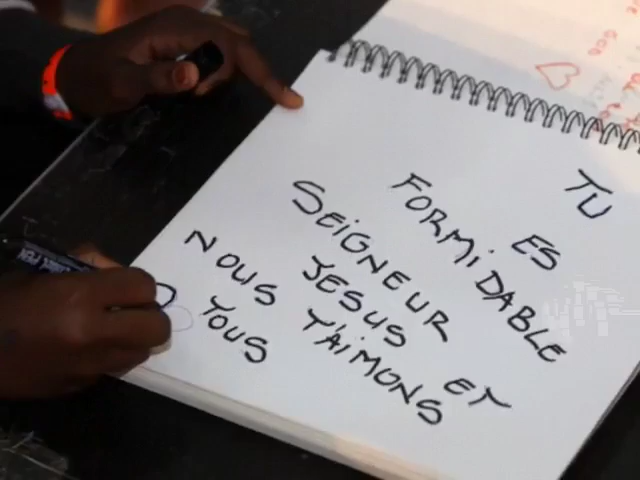 TU
ES
FORMiDABLE
SEiGNEUR
JESUS ET
NOUS T'AiMONS
TOUS